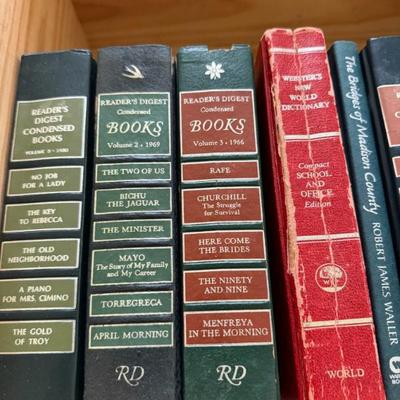 READER'S
DIGEST
CONDENSED
BOOKS
NO JOB
FOR A LADY
THE KEY
TO REBECCA
THE OLD
NEIGHBORHOOD
A PIANO
FOR MRS. CIMINO
THE GOLD
OF TROY
READER'S DIGEST
Condensed
BOOKS
Volume 2 · 1969
THE TWO OF US
BICHU
THE JAGUAR
THE MINISTER
MAYO
The Story of My Family
and My Career
TORREGRECA
APRIL MORNING
RD
READER'S DIGEST
Condensed
BOOKS
Volume 3 · 1966
RAFE
CHURCHILL
The Struggle
for Survival
HERE COME
THE BRIDES
THE NINETY
AND NINE
MENFREYA
IN THE MORNING
RD
WEBSTER'S NEW
WORLD
DICTIONARY
Compact
SCHOOL
AND OFFICE
Edition
WORLD
The Bridges of Madison County
ROBERT JAMES WALLER